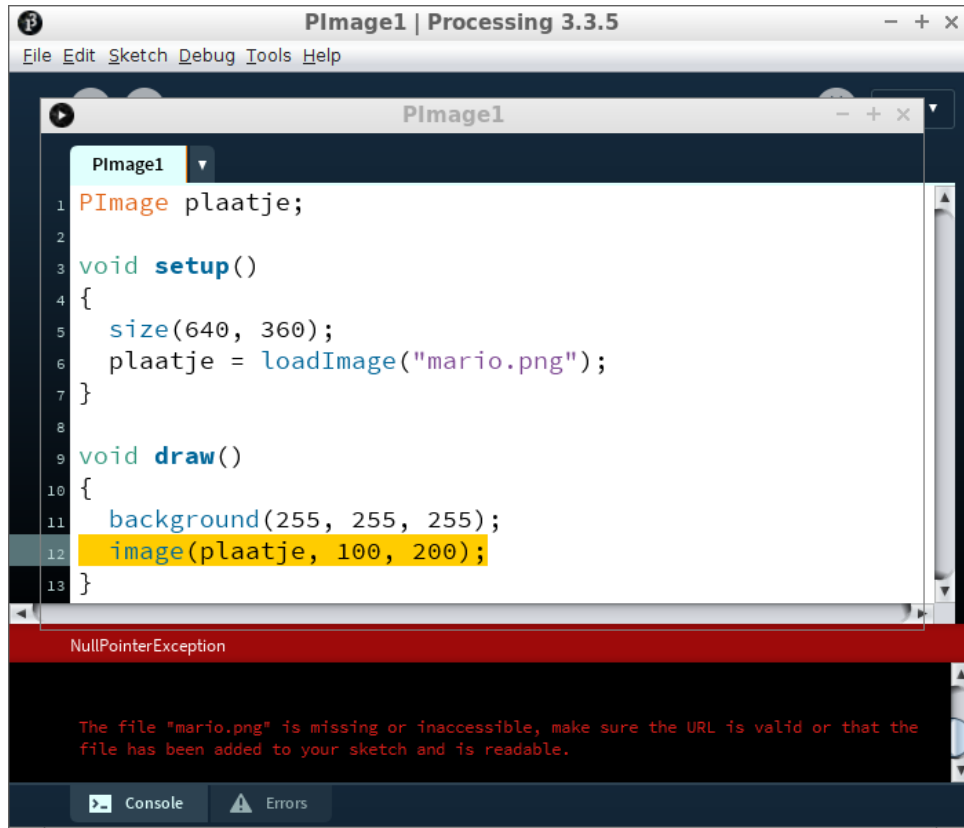 PImage1 | Processing 3.3.5
File Edit Sketch Debug Tools Help
PImage1
PImage1
1 PImage plaatje;
2
3 void setup()
4 {
5   size(640, 360);
6   plaatje = loadImage("mario.png");
7 }
8
9 void draw()
10 {
11   background(255, 255, 255);
12   image(plaatje, 100, 200);
13 }
NullPointerException
The file "mario.png" is missing or inaccessible, make sure the URL is valid or that the
file has been added to your sketch and is readable.
Console Errors